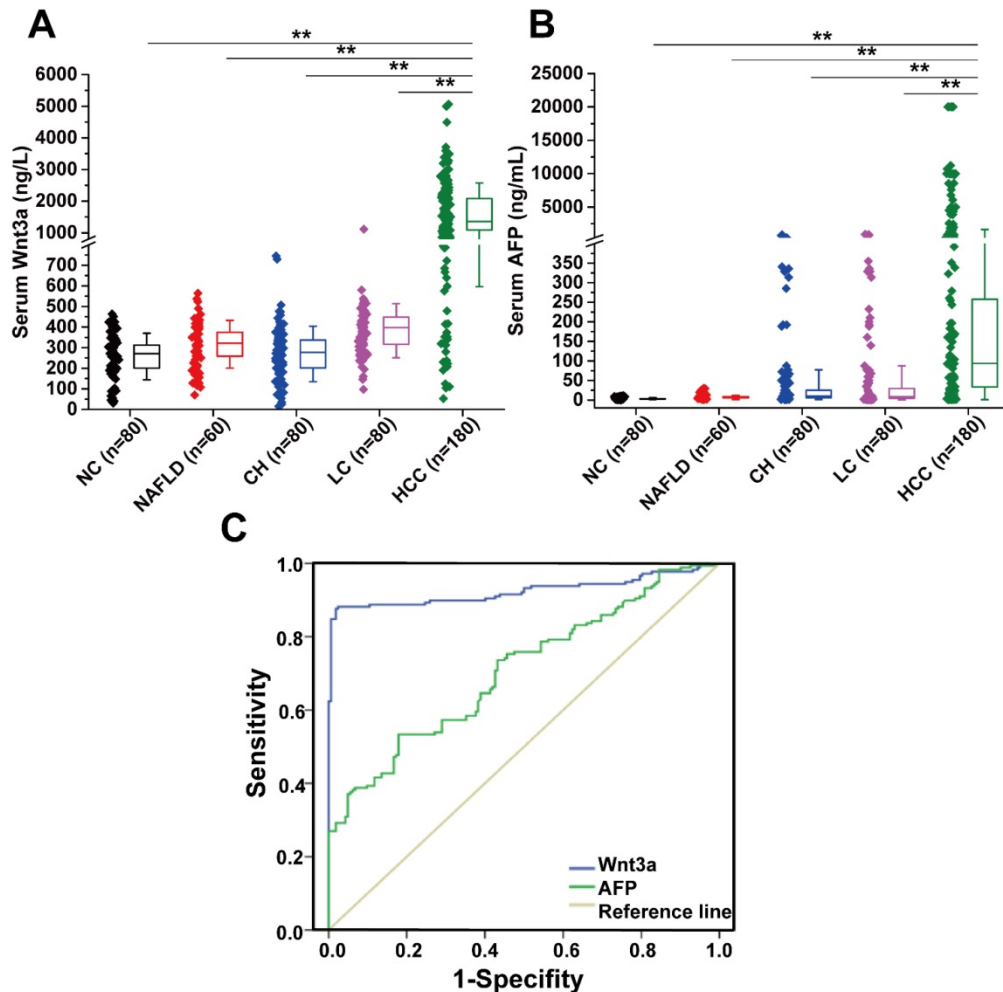 A
**
**
**
**
Serum Wnt3a (ng/L)
6000
5000
4000
3000
2000
1000
700
600
500
400
300
200
100
0
NC (n=80)
NAFLD (n=60)
CH (n=80)
LC (n=80)
HCC (n=180)
B
**
**
**
**
Serum AFP (ng/mL)
25000
20000
15000
10000
5000
350
300
250
200
150
100
50
0
NC (n=80)
NAFLD (n=60)
CH (n=80)
LC (n=80)
HCC (n=180)
C
Sensitivity
1.0
0.8
0.6
0.4
0.2
0.0
Wnt3a
AFP
Reference line
0.0 0.2 0.4 0.6 0.8 1.0
1-Specifity